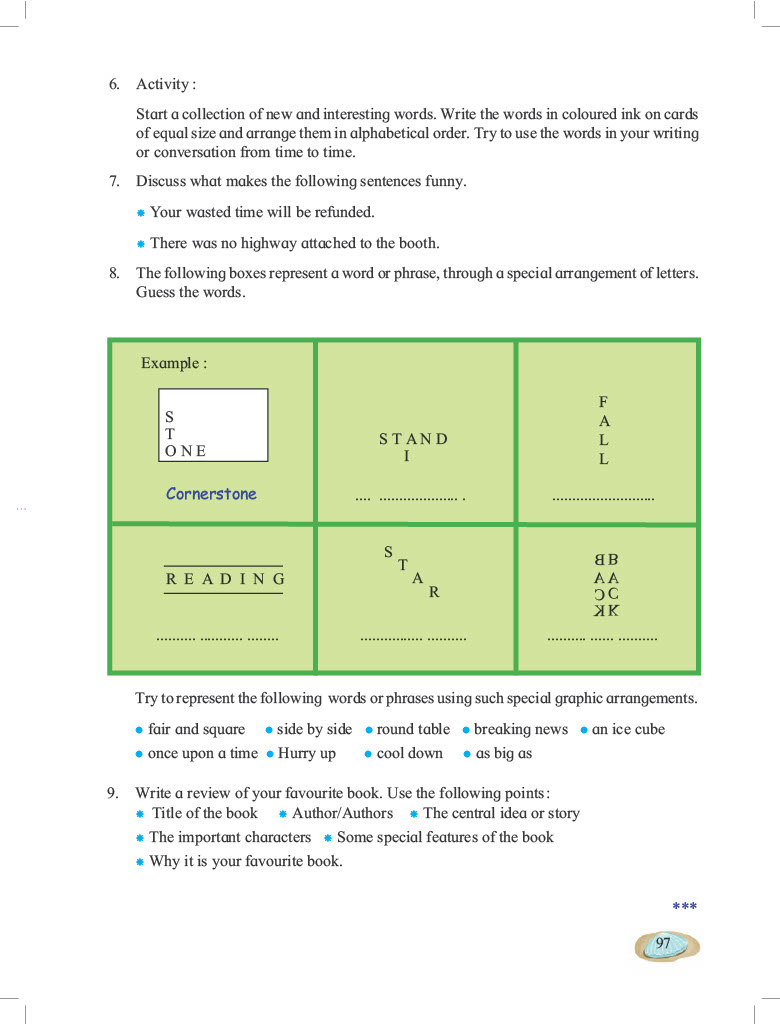 6. Activity :
Start a collection of new and interesting words. Write the words in coloured ink on cards
of equal size and arrange them in alphabetical order. Try to use the words in your writing
or conversation from time to time.
7. Discuss what makes the following sentences funny.
* Your wasted time will be refunded.
* There was no highway attached to the booth.
8. The following boxes represent a word or phrase, through a special arrangement of letters.
Guess the words.
Example :
S
T
O N E
Cornerstone
S T A N D
I
.... .................... .
F
A
L
L
..........................
R E A D I N G
.......... ........... ........
S
T
A
R
................ ..........
B B
A A
C C
K K
.......... ...... ..........
Try to represent the following words or phrases using such special graphic arrangements.
• fair and square • side by side • round table • breaking news • an ice cube
• once upon a time • Hurry up • cool down • as big as
9. Write a review of your favourite book. Use the following points :
* Title of the book * Author/Authors * The central idea or story
* The important characters * Some special features of the book
* Why it is your favourite book.
***
97